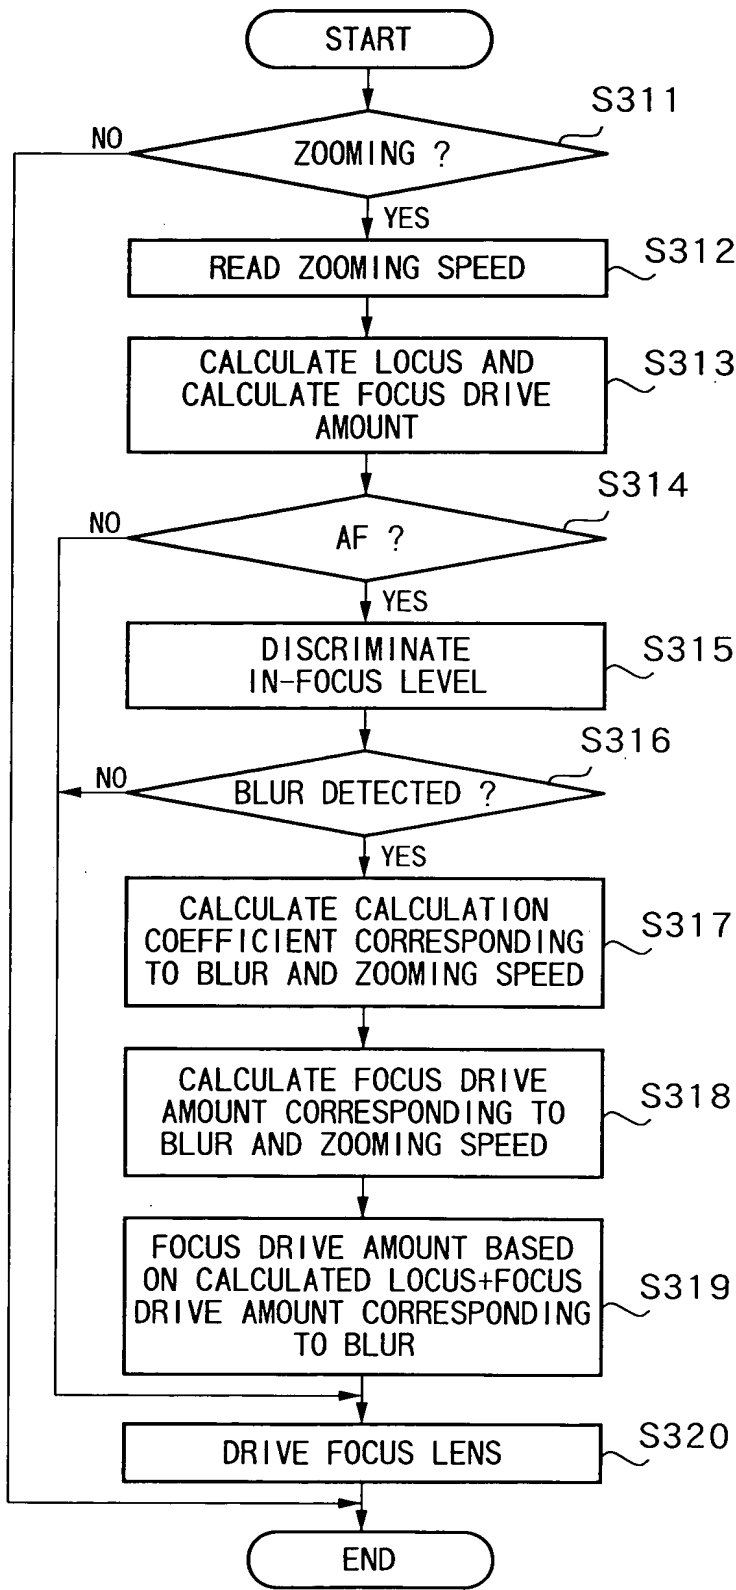 START
S311
NO
ZOOMING ?
YES
S312
READ ZOOMING SPEED
S313
CALCULATE LOCUS AND
CALCULATE FOCUS DRIVE
AMOUNT
S314
NO
AF ?
YES
S315
DISCRIMINATE
IN-FOCUS LEVEL
S316
NO
BLUR DETECTED ?
YES
S317
CALCULATE CALCULATION
COEFFICIENT CORRESPONDING
TO BLUR AND ZOOMING SPEED
S318
CALCULATE FOCUS DRIVE
AMOUNT CORRESPONDING TO
BLUR AND ZOOMING SPEED
S319
FOCUS DRIVE AMOUNT BASED
ON CALCULATED LOCUS+FOCUS
DRIVE AMOUNT CORRESPONDING
TO BLUR
S320
DRIVE FOCUS LENS
END